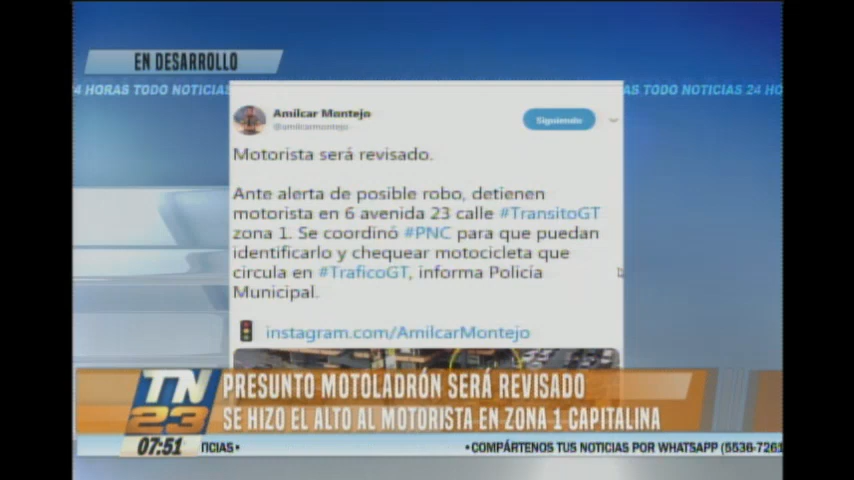 EN DESARROLLO
4 HORAS TODO NOTICIAS
AS TODO NOTICIAS 24 HO
Amilcar Montejo
@amilcarmontejo
Siguiendo
Motorista será revisado.
Ante alerta de posible robo, detienen
motorista en 6 avenida 23 calle #TransitoGT
zona 1. Se coordinó #PNC para que puedan
identificarlo y chequear motocicleta que
circula en #TraficoGT, informa Policía
Municipal.
instagram.com/AmilcarMontejo
TN
23
PRESUNTO MOTOLADRÓN SERÁ REVISADO
SE HIZO EL ALTO AL MOTORISTA EN ZONA 1 CAPITALINA
07:51
TICIAS• •COMPÁRTENOS TUS NOTICIAS POR WHATSAPP (5536-7261